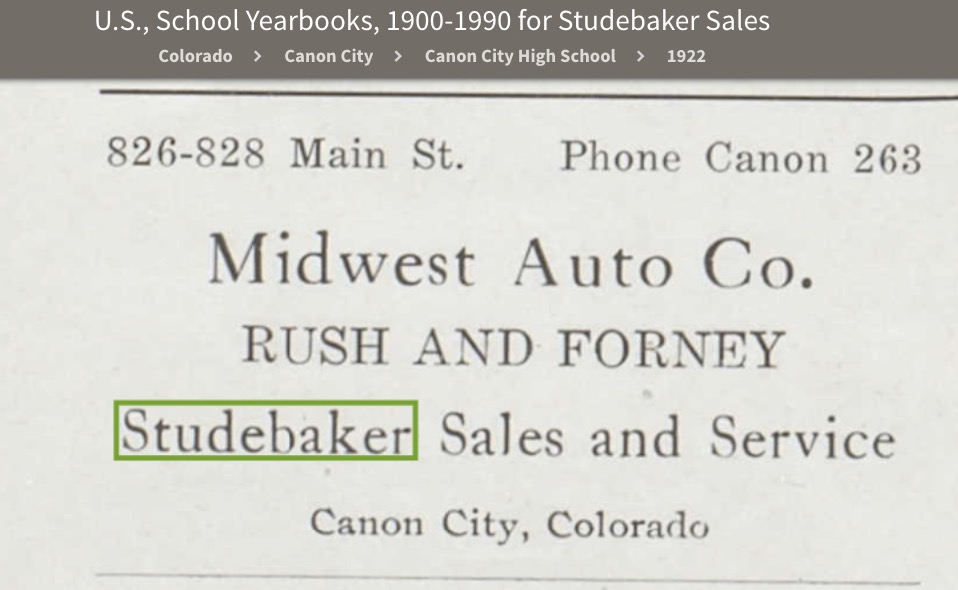 U.S., School Yearbooks, 1900-1990 for Studebaker Sales
Colorado > Canon City > Canon City High School > 1922
826-828 Main St. Phone Canon 263
Midwest Auto Co.
RUSH AND FORNEY
Studebaker Sales and Service
Canon City, Colorado